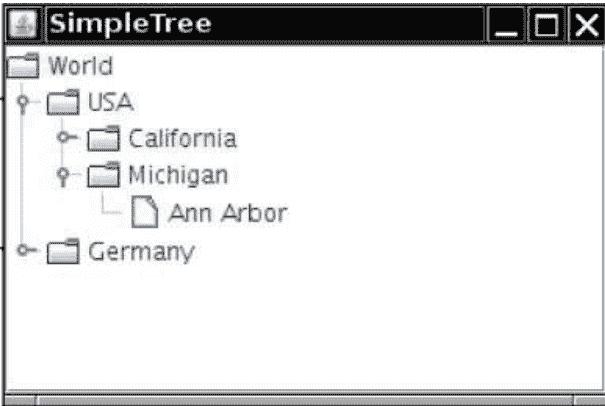 SimpleTree
World
USA
California
Michigan
Ann Arbor
Germany